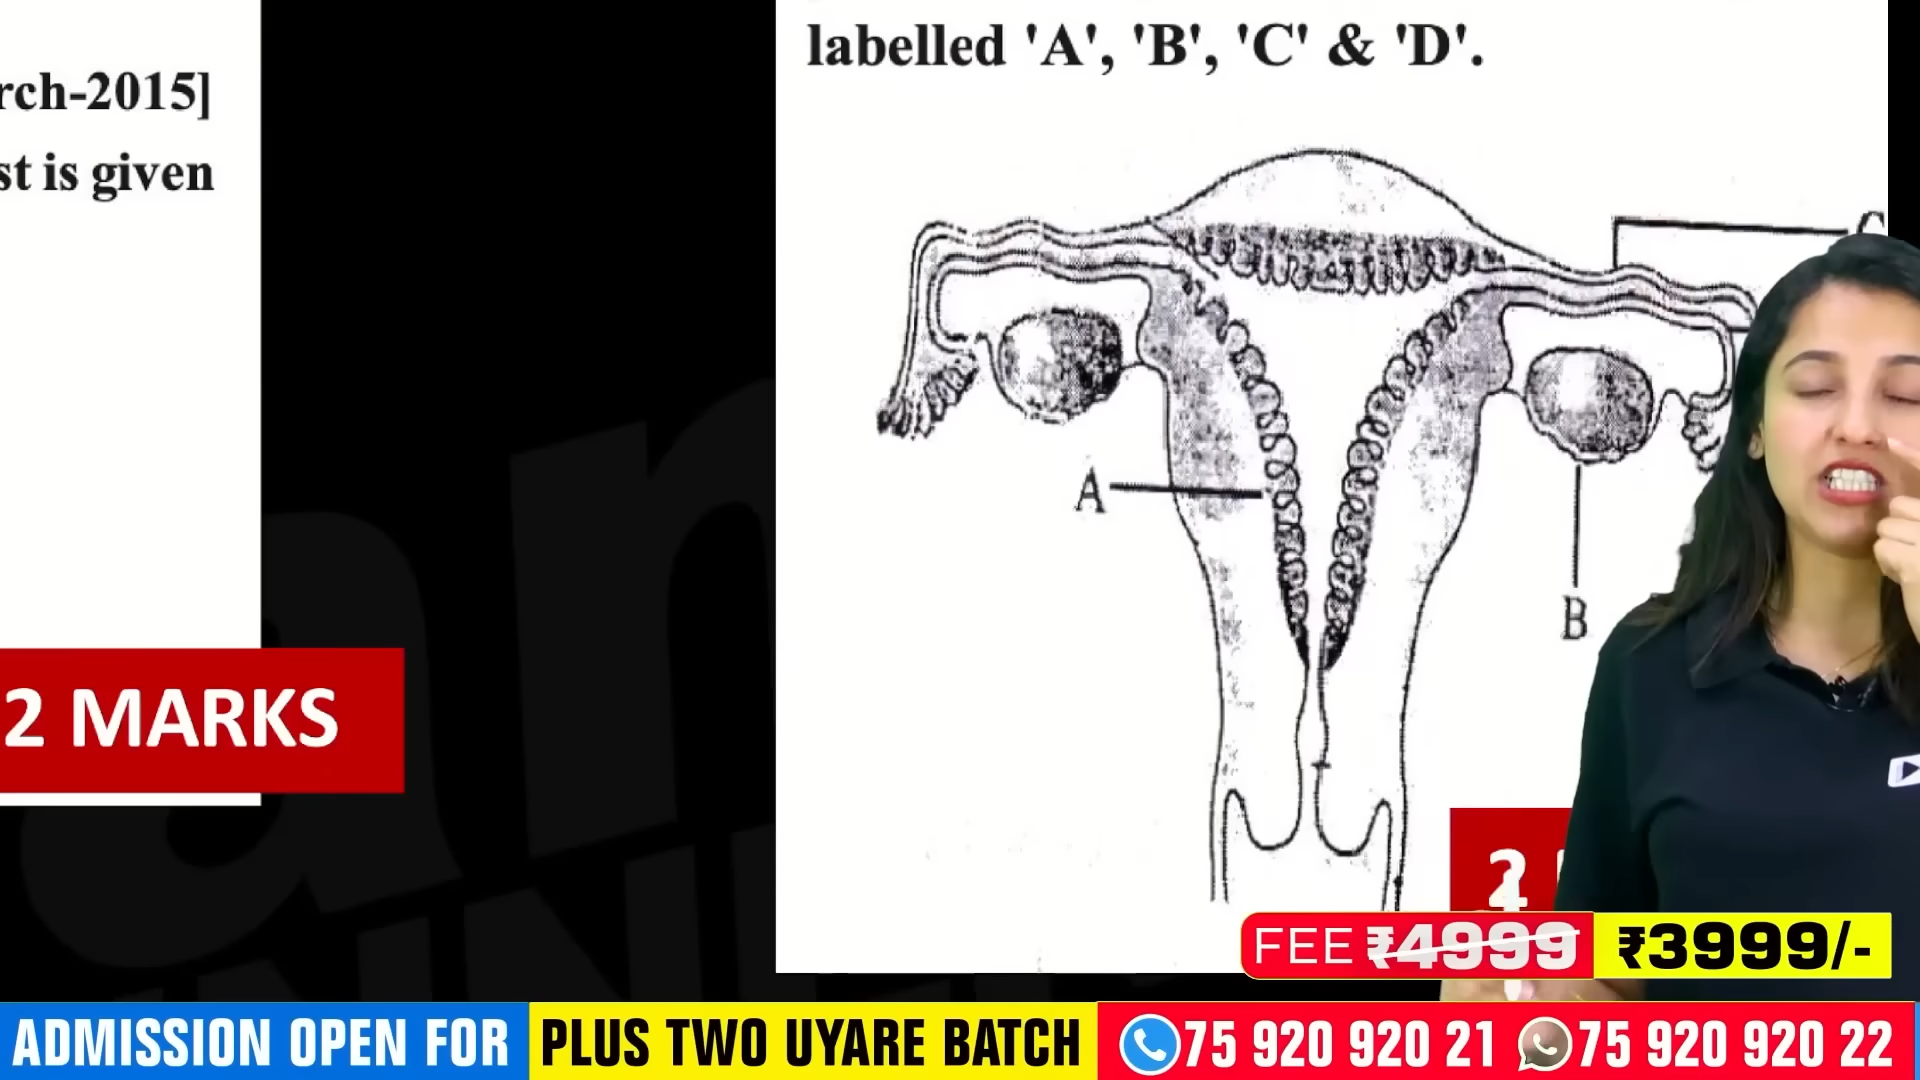 rch-2015]
st is given
2 MARKS
labelled 'A', 'B', 'C' & 'D'.
C
A
B
2
FEE ₹4999 ₹3999/-
ADMISSION OPEN FOR PLUS TWO UYARE BATCH 75 920 920 21 75 920 920 22